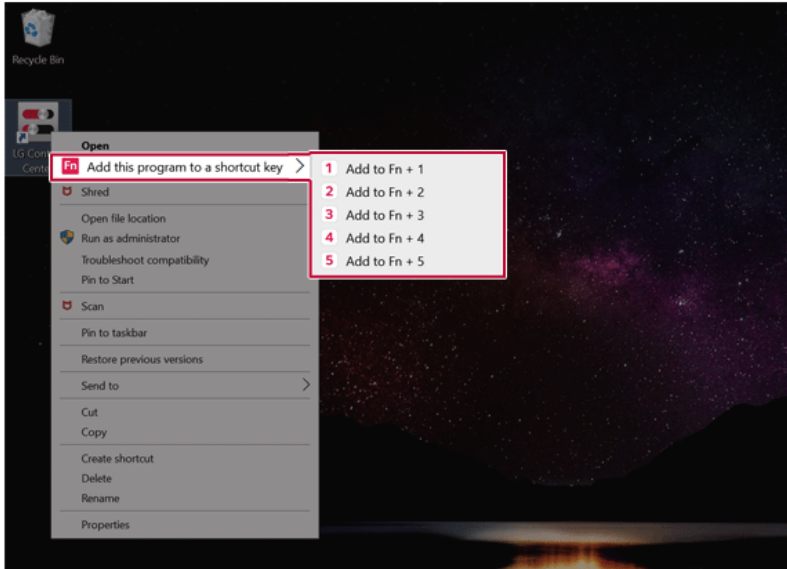 Recycle Bin
LG Con
Cente
Open
Fn Add this program to a shortcut key
1 Add to Fn + 1
2 Add to Fn + 2
3 Add to Fn + 3
4 Add to Fn + 4
5 Add to Fn + 5
Shred
Open file location
Run as administrator
Troubleshoot compatibility
Pin to Start
Scan
Pin to taskbar
Restore previous versions
Send to
Cut
Copy
Create shortcut
Delete
Rename
Properties